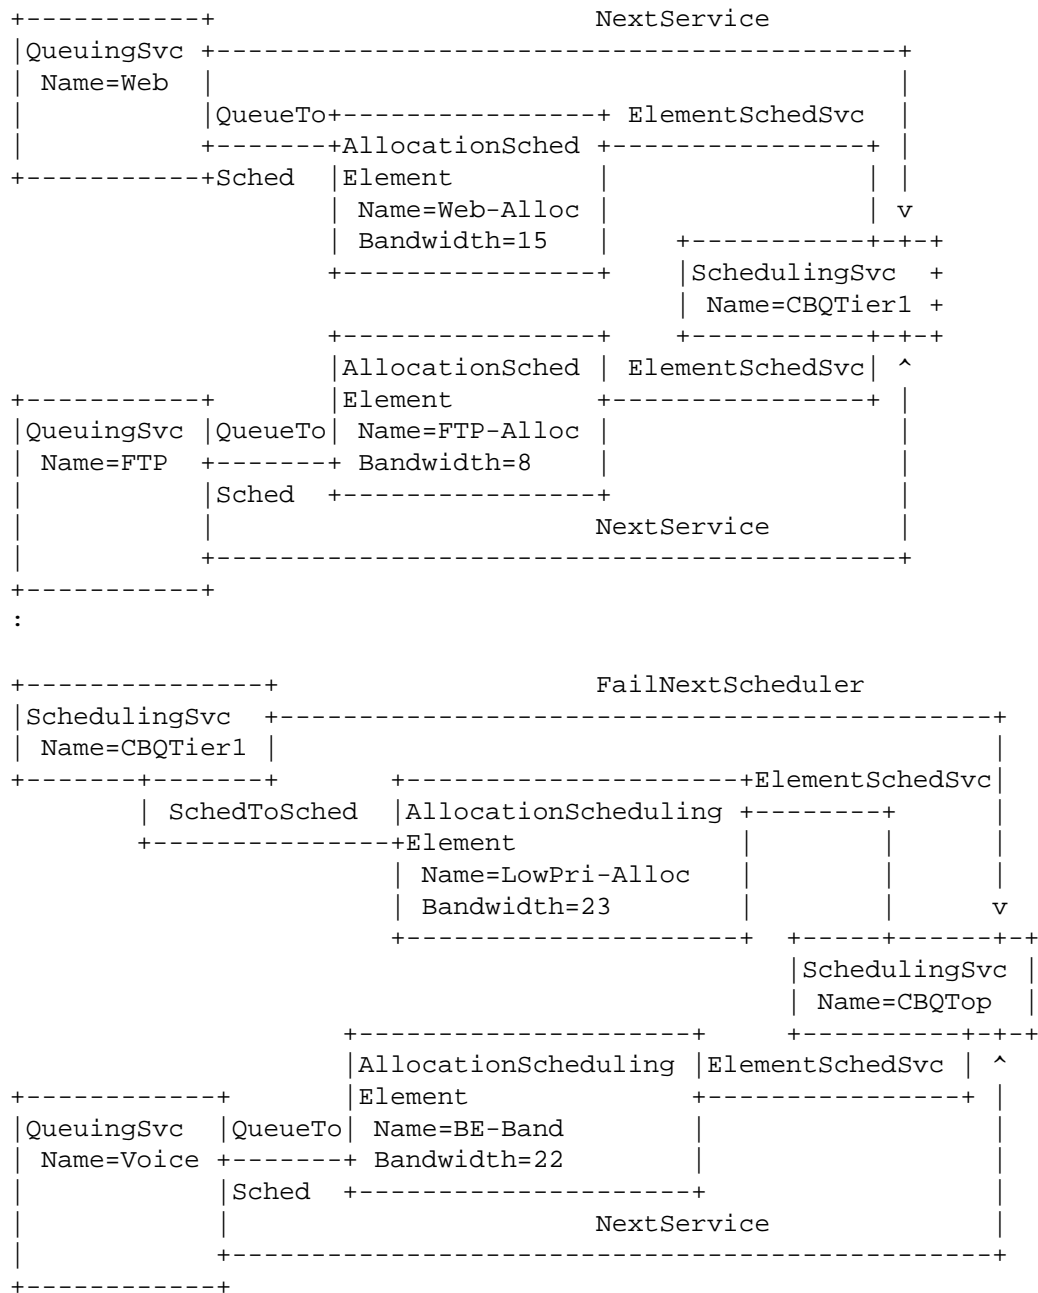 +-----------+                          NextService
|QueuingSvc +----------------------------------------------+
| Name=Web  |                                              |
|           |QueueTo+-----------------+ ElementSchedSvc    |
|           +-------+AllocationSched  +-----------------+  |
+-----------+Sched  |Element          |                 |  |
                    | Name=Web-Alloc  |                 |  v
                    | Bandwidth=15    |     +-----------+-+-+
                    +-----------------+     |SchedulingSvc  +
                                            | Name=CBQTier1 +
                    +-----------------+     +-----------+-+-+
                    |AllocationSched  | ElementSchedSvc|  ^
+-----------+       |Element          +----------------+  |
|QueuingSvc |QueueTo| Name=FTP-Alloc  |                   |
| Name=FTP  +-------+ Bandwidth=8     |                   |
|           |Sched  +-----------------+                   |
|           |                          NextService        |
|           +---------------------------------------------+
+-----------+
:
+---------------+                      FailNextScheduler
|SchedulingSvc  +------------------------------------------------+
| Name=CBQTier1 |                                                |
+-------+-------+        +----------------------+ElementSchedSvc|
        | SchedToSched   |AllocationScheduling  +--------+      |
        +----------------+Element               |        |      |
                         | Name=LowPri-Alloc    |        |      |
                         | Bandwidth=23         |        |      v
                         +----------------------+  +-----+------+-+
                                                   |SchedulingSvc |
                                                   | Name=CBQTop  |
                      +----------------------+     +----------+-+-+
                      |AllocationScheduling |ElementSchedSvc | ^
+------------+        |Element              +----------------+ |
|QueuingSvc  |QueueTo| Name=BE-Band         |                  |
| Name=Voice +-------+ Bandwidth=22         |                  |
|            |Sched  +----------------------+                  |
|            |                         NextService             |
|            +-------------------------------------------------+
+------------+